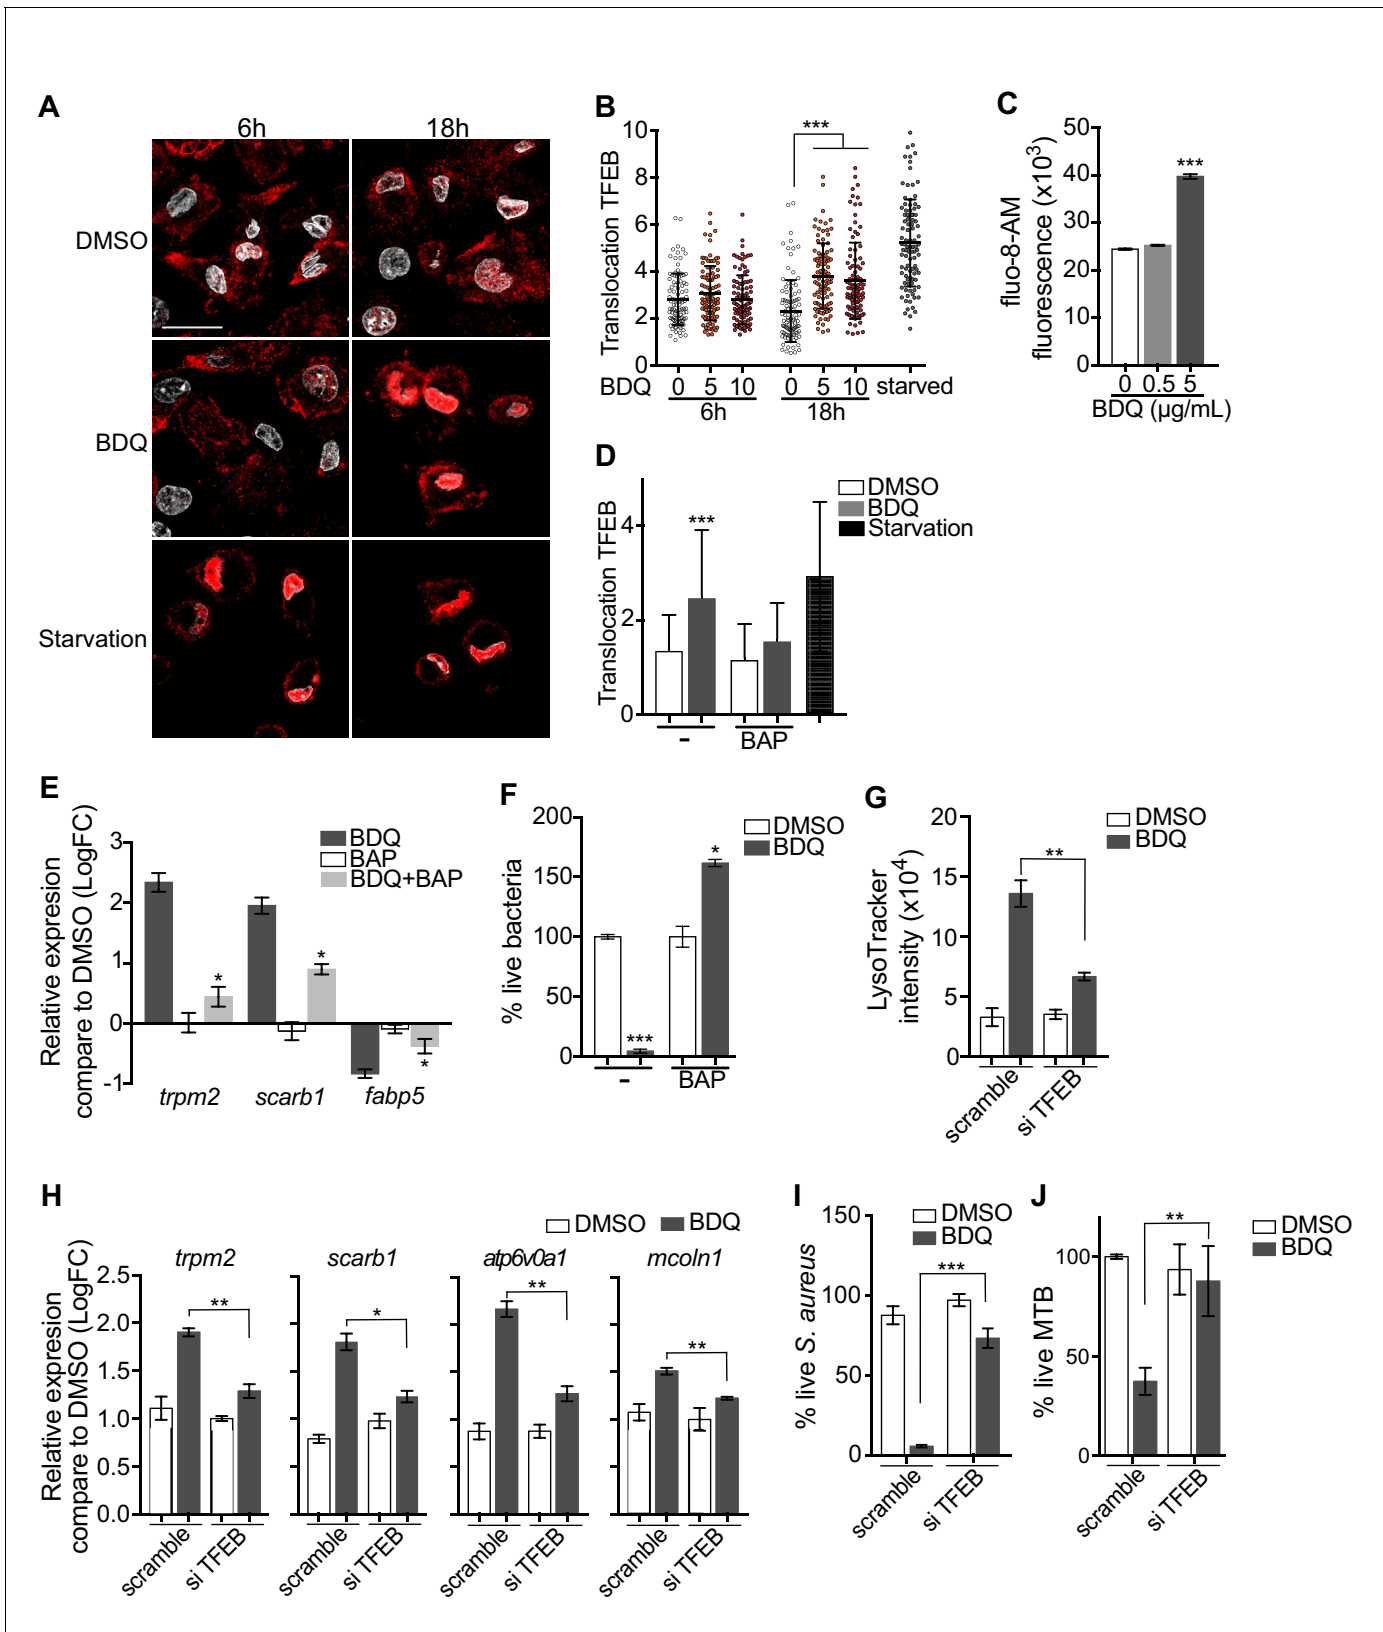 A
6h
18h
DMSO
BDQ
Starvation
B
Translocation TFEB
10
8
6
4
2
0
***
BDQ 0 5 10 0 5 10 starved
6h 18h
C
fluo-8-AM
fluorescence (x10³)
50
40
30
20
10
0
***
0 0.5 5
BDQ (µg/mL)
D
Translocation TFEB
4
2
0
***
- BAP
DMSO
BDQ
Starvation
E
Relative expresion
compare to DMSO (LogFC)
3
2
1
0
-1
* * *
BDQ
BAP
BDQ+BAP
trpm2 scarb1 fabp5
F
% live bacteria
200
150
100
50
0
*** *
DMSO
BDQ
- BAP
G
LysoTracker
intensity (x10⁴)
20
15
10
5
0
**
DMSO
BDQ
scramble
si TFEB
H
DMSO BDQ
Relative expresion
compare to DMSO (LogFC)
trpm2 scarb1 atp6v0a1 mcoln1
2.5
2.0
1.5
1.0
0.5
0.0
** * ** **
scramble si TFEB scramble si TFEB scramble si TFEB scramble si TFEB
I
% live S. aureus
150
100
50
0
DMSO
BDQ
***
scramble
si TFEB
J
% live MTB
100
50
0
**
DMSO
BDQ
scramble
si TFEB